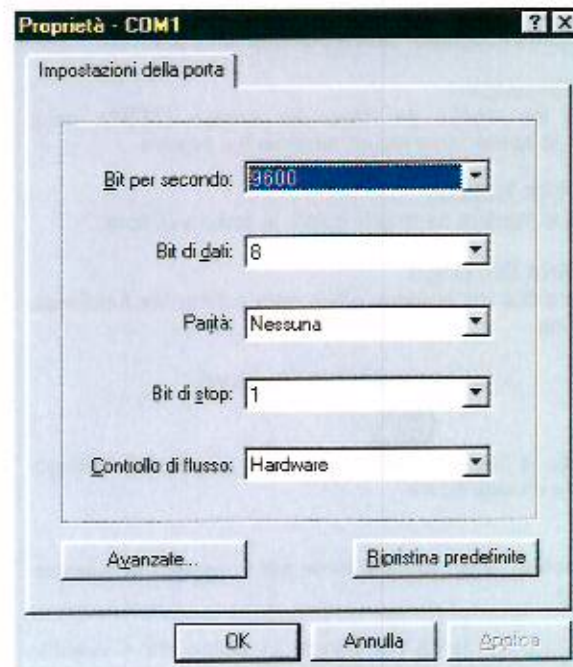 Proprietà - COM1
Impostazioni della porta
Bit per secondo: 9600
Bit di dati: 8
Parità: Nessuna
Bit di stop: 1
Controllo di flusso: Hardware
Avanzate... Ripristina predefinite
OK Annulla Applica